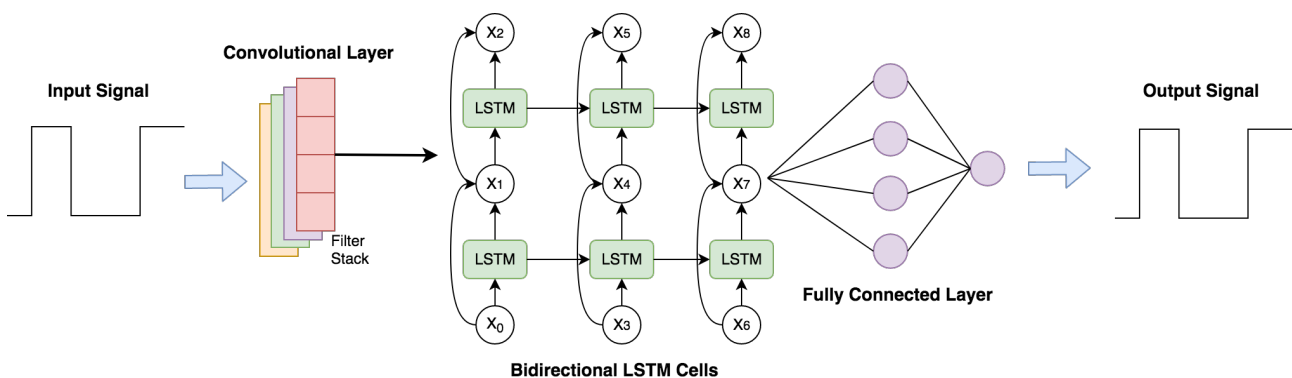 Input Signal
Convolutional Layer
Filter
Stack
X2
X5
X8
LSTM
LSTM
LSTM
X1
X4
X7
LSTM
LSTM
LSTM
X0
X3
X6
Bidirectional LSTM Cells
Fully Connected Layer
Output Signal